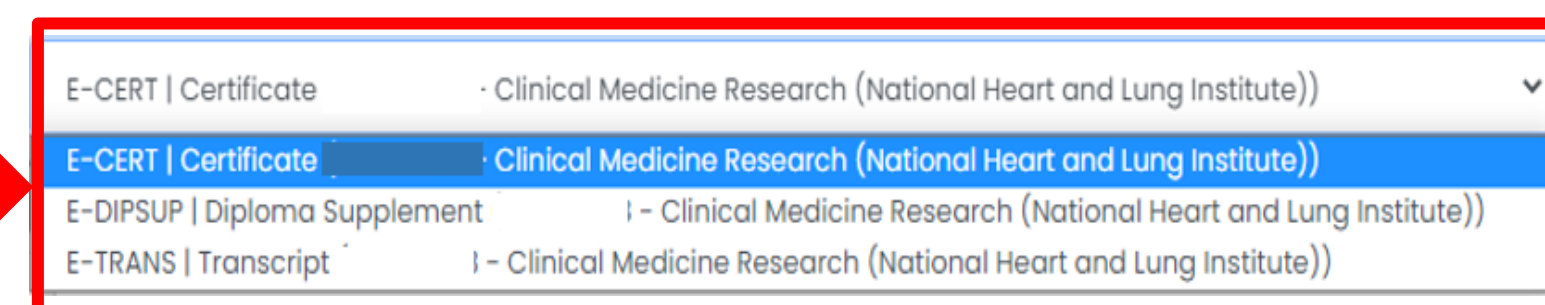 E-CERT | Certificate - Clinical Medicine Research (National Heart and Lung Institute))
E-CERT | Certificate - Clinical Medicine Research (National Heart and Lung Institute))
E-DIPSUP | Diploma Supplement - Clinical Medicine Research (National Heart and Lung Institute))
E-TRANS | Transcript - Clinical Medicine Research (National Heart and Lung Institute))